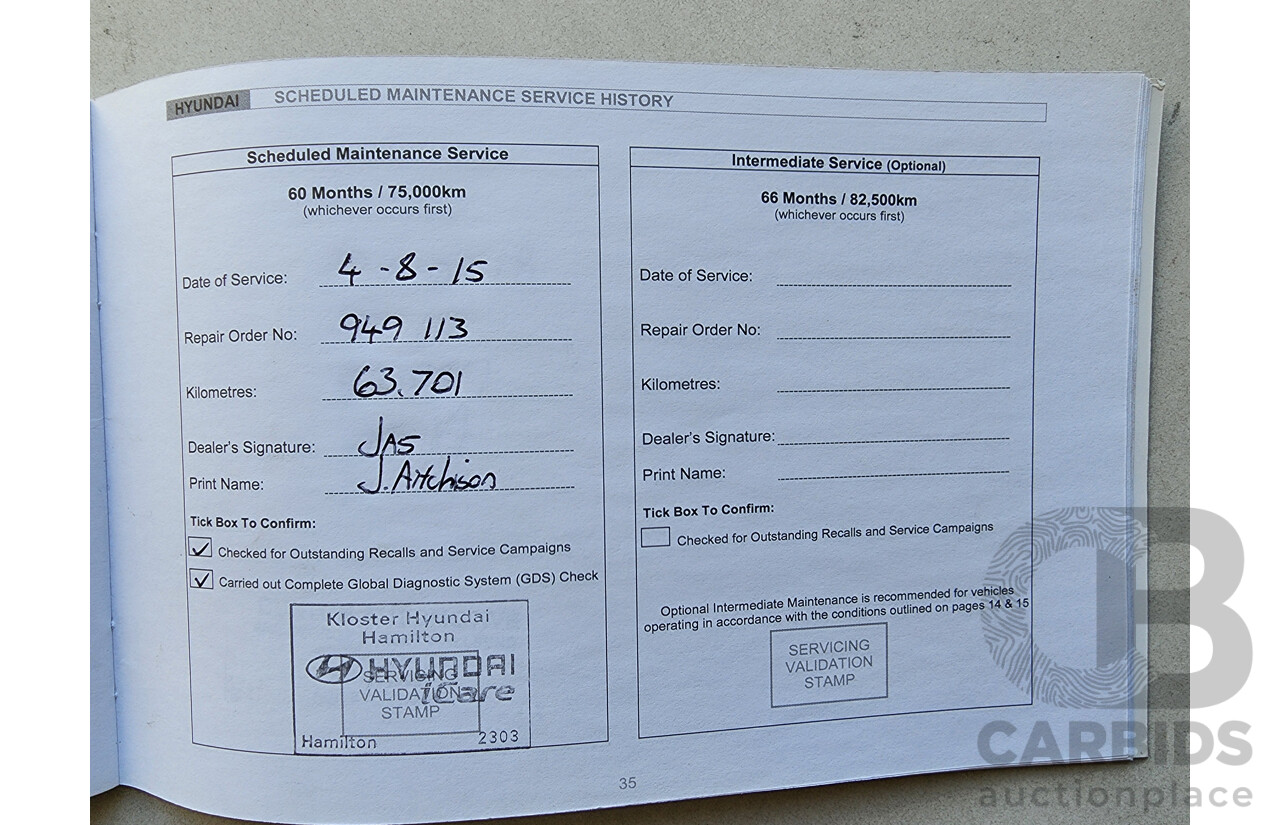 HYUNDAI SCHEDULED MAINTENANCE SERVICE HISTORY
Scheduled Maintenance Service
60 Months / 75,000km
(whichever occurs first)
Date of Service: 4-8-15
Repair Order No: 949 113
Kilometres: 63.701
Dealer's Signature: JAS
Print Name: J. Aitchison
Tick Box To Confirm:
Checked for Outstanding Recalls and Service Campaigns
Carried out Complete Global Diagnostic System (GDS) Check
Kloster Hyundai
Hamilton
HYUNDAI
iCare
SERVICING
VALIDATION
STAMP
Hamilton 2303
Intermediate Service (Optional)
66 Months / 82,500km
(whichever occurs first)
Date of Service:
Repair Order No:
Kilometres:
Dealer's Signature:
Print Name:
Tick Box To Confirm:
Checked for Outstanding Recalls and Service Campaigns
Optional Intermediate Maintenance is recommended for vehicles
operating in accordance with the conditions outlined on pages 14 & 15
SERVICING
VALIDATION
STAMP
35
CB
CARBIDS
auctionplace